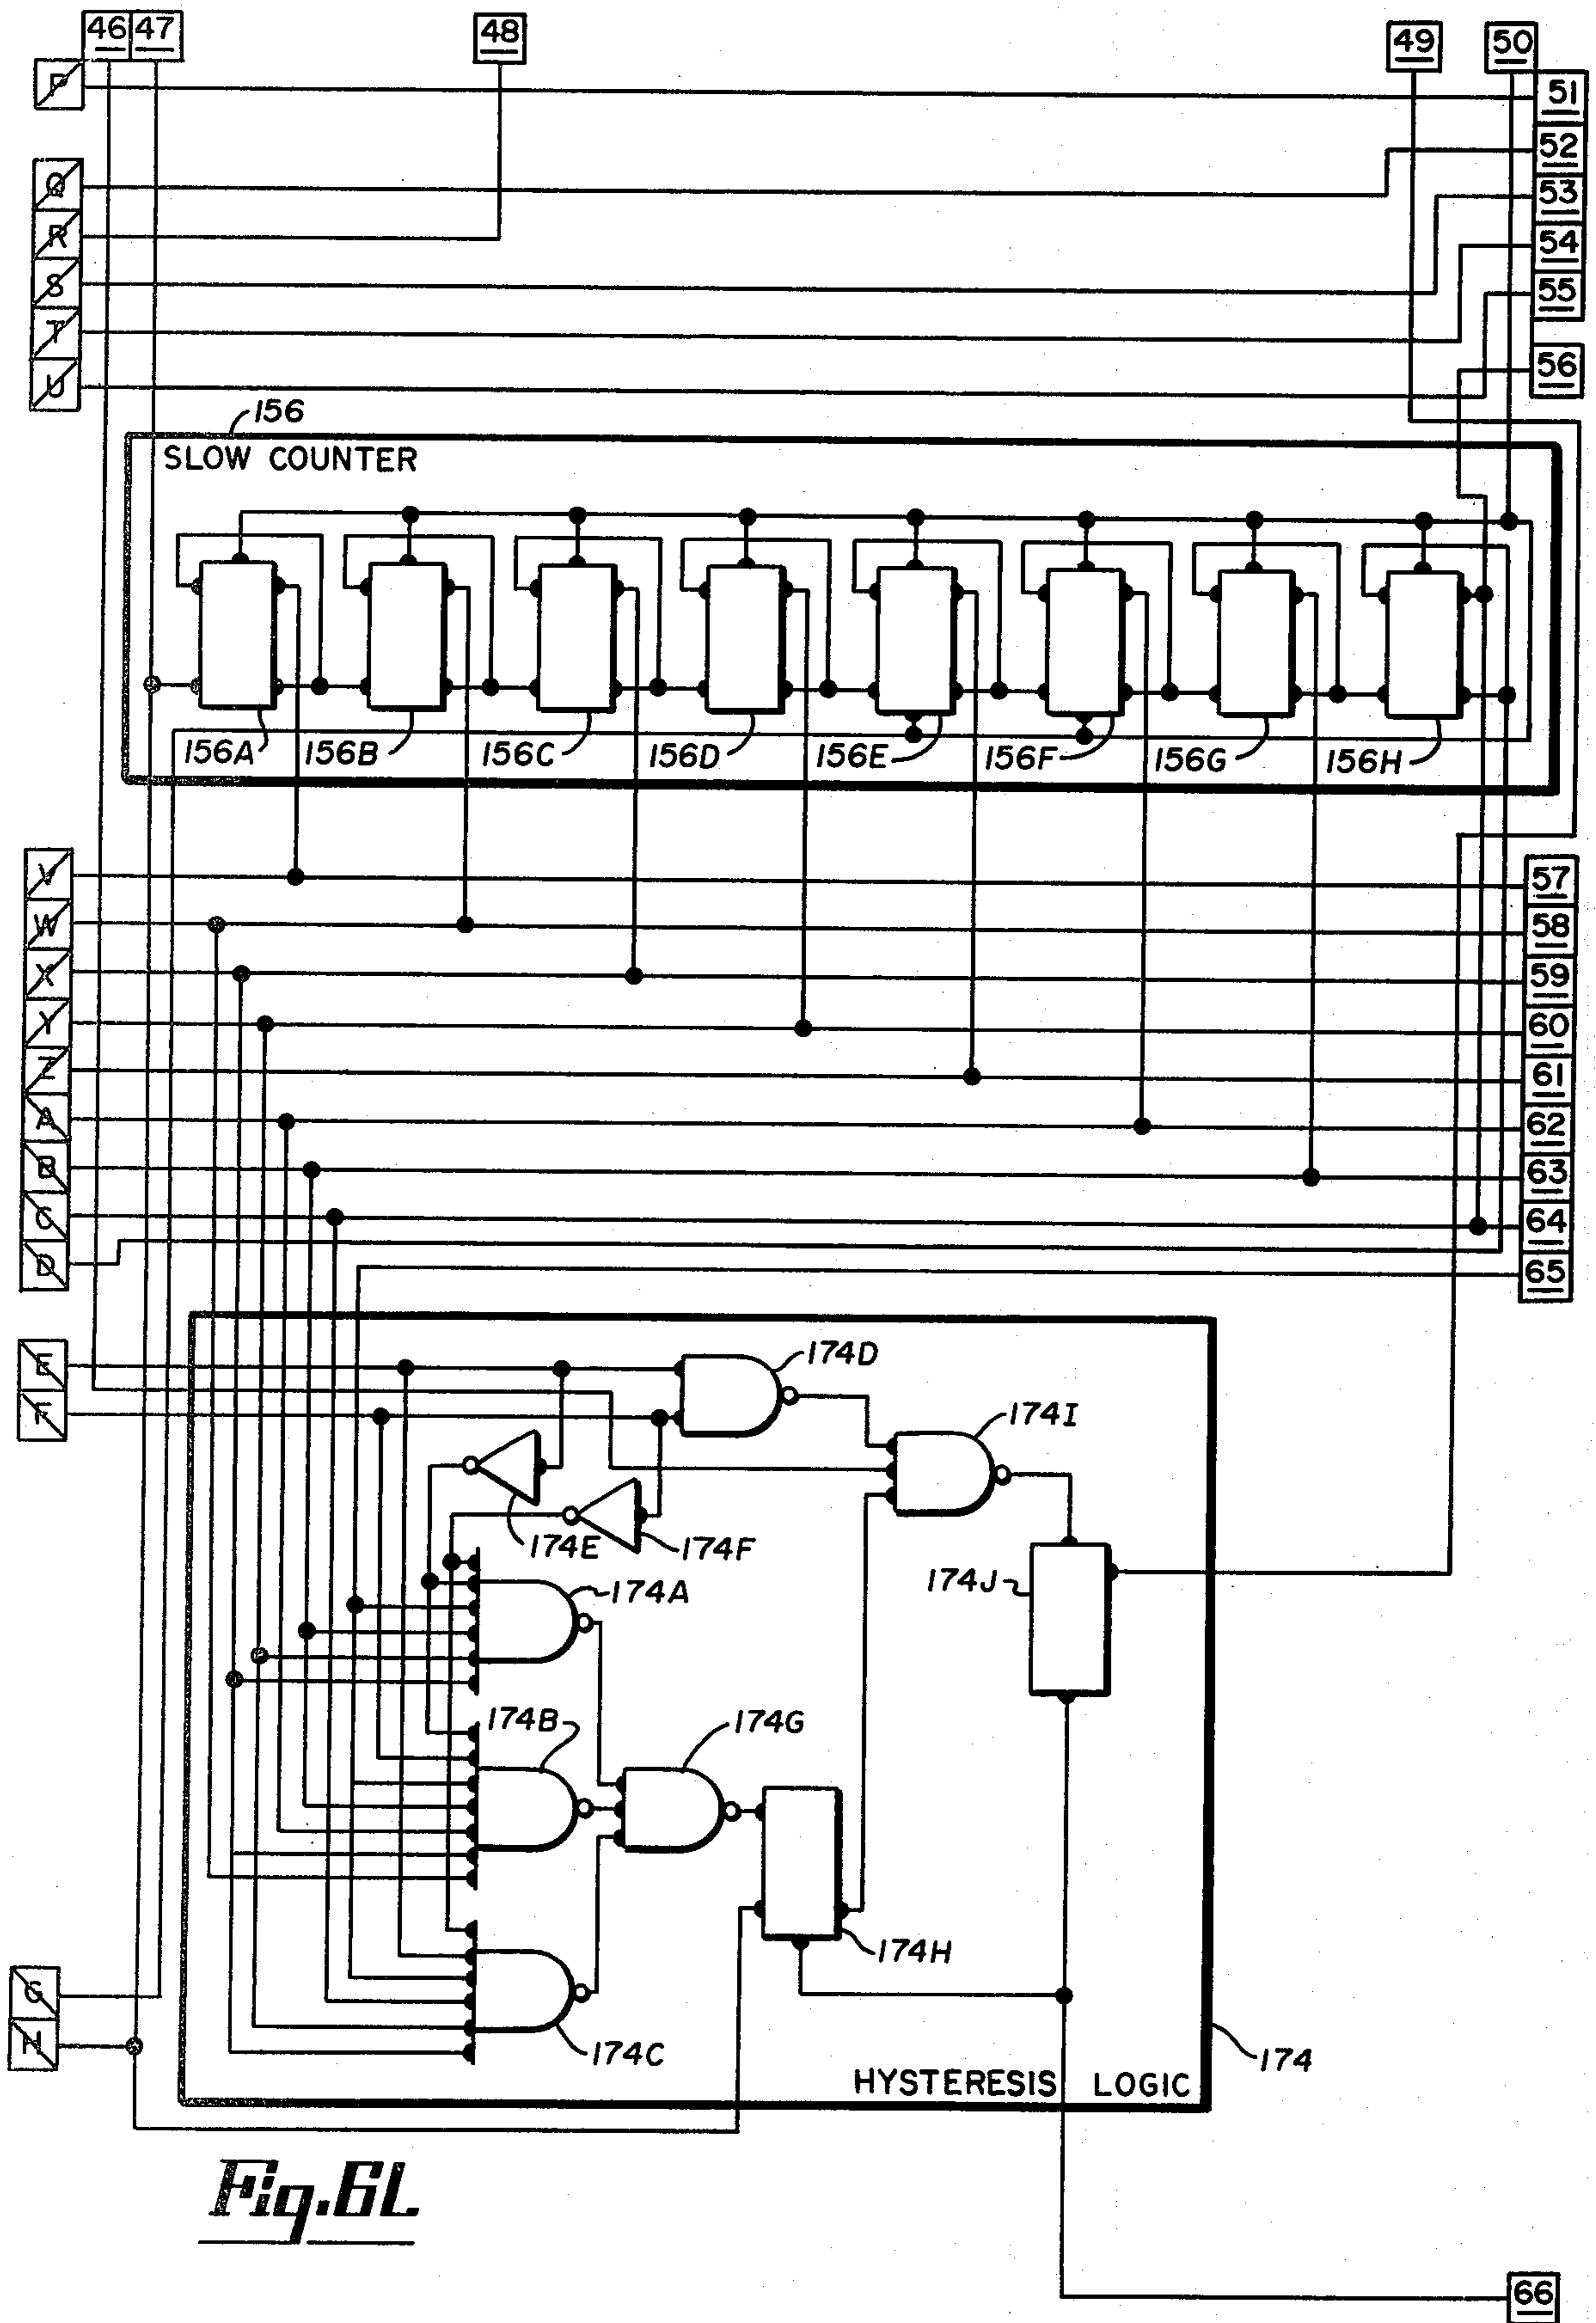 46 47 48 49 50
P 51
52
Q 53
R 54
S 55
T
U 56
156
SLOW COUNTER
156A 156B 156C 156D 156E 156F 156G 156H
V 57
W 58
X 59
Y 60
Z 61
A 62
B 63
C 64
D 65
E 174D
F
174I
174E 174F
174J 174A
174B 174G
174H
G
H
174C 174
HYSTERESIS LOGIC
Fig. 6L
66